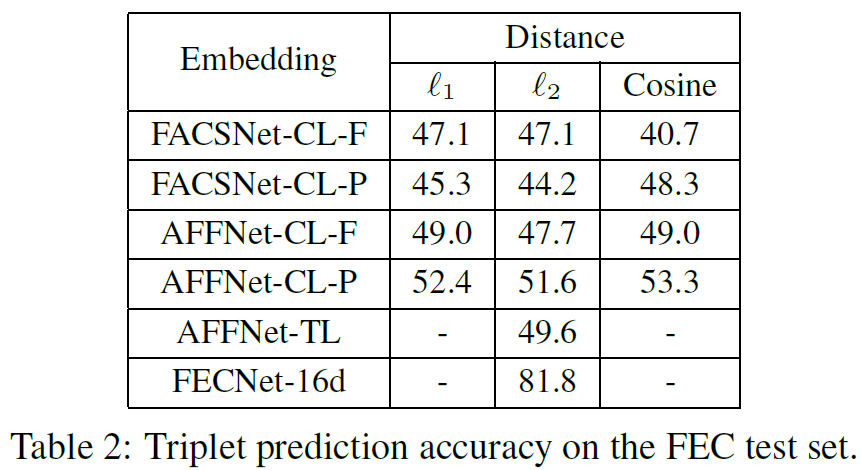 Embedding Distance
ℓ1 ℓ2 Cosine
FACSNet-CL-F 47.1 47.1 40.7
FACSNet-CL-P 45.3 44.2 48.3
AFFNet-CL-F 49.0 47.7 49.0
AFFNet-CL-P 52.4 51.6 53.3
AFFNet-TL - 49.6 -
FECNet-16d - 81.8 -
Table 2: Triplet prediction accuracy on the FEC test set.